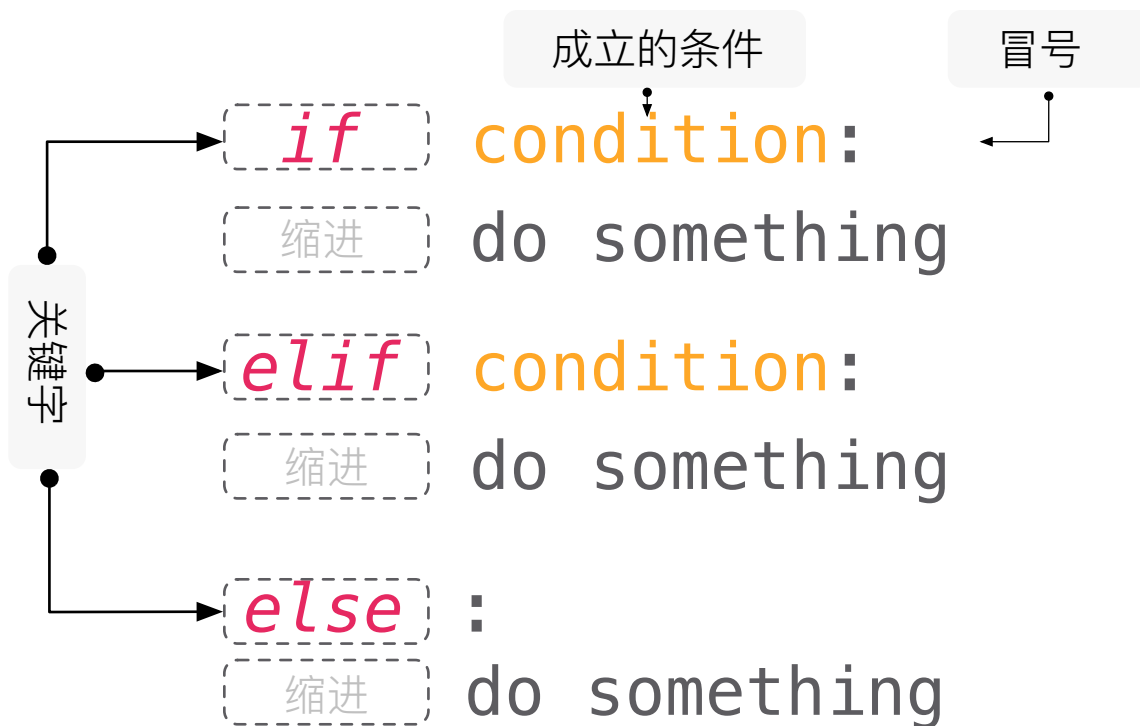 成立的条件 冒号
if condition:
缩进 do something
关键字
elif condition:
缩进 do something
else :
缩进 do something